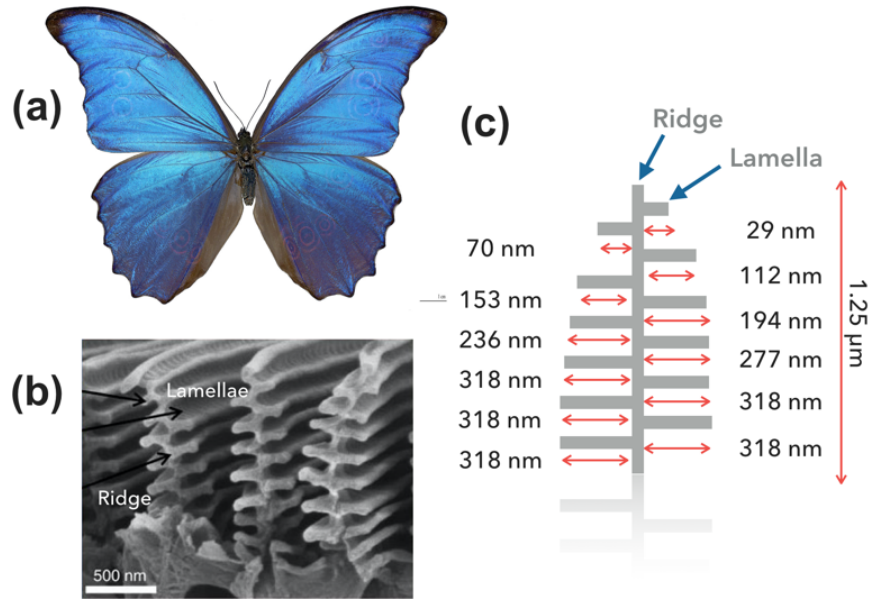 (a)
(b)
Lamellae
Ridge
500 nm
(c)
Ridge
Lamella
70 nm
153 nm
236 nm
318 nm
318 nm
318 nm
29 nm
112 nm
194 nm
277 nm
318 nm
318 nm
1.25 μm